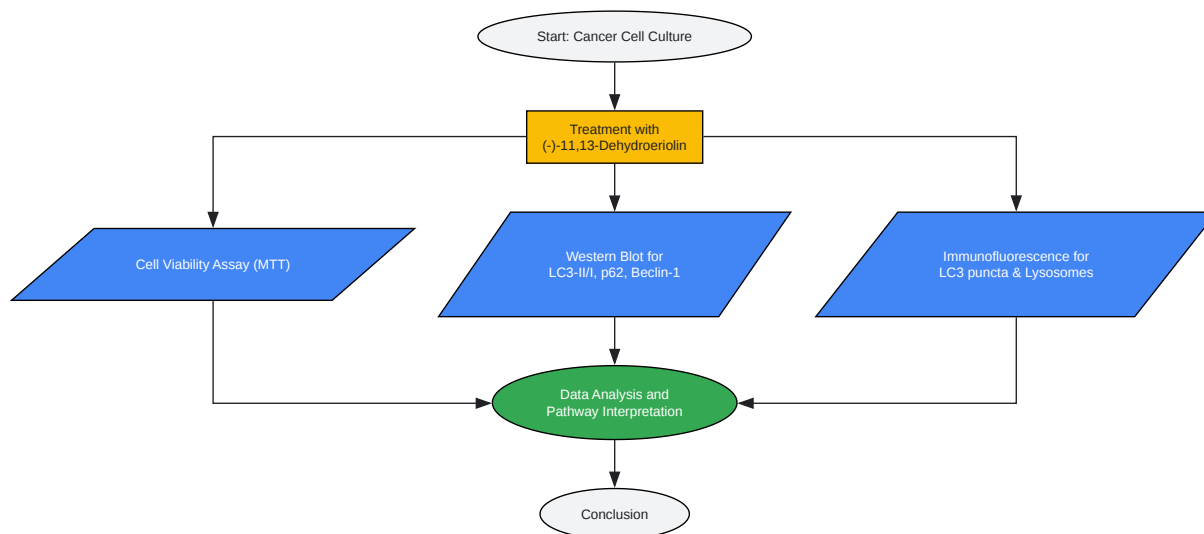 Start: Cancer Cell Culture
Treatment with
(-)-11,13-Dehydroeriolin
Cell Viability Assay (MTT)
Western Blot for
LC3-II/I, p62, Beclin-1
Immunofluorescence for
LC3 puncta & Lysosomes
Data Analysis and
Pathway Interpretation
Conclusion